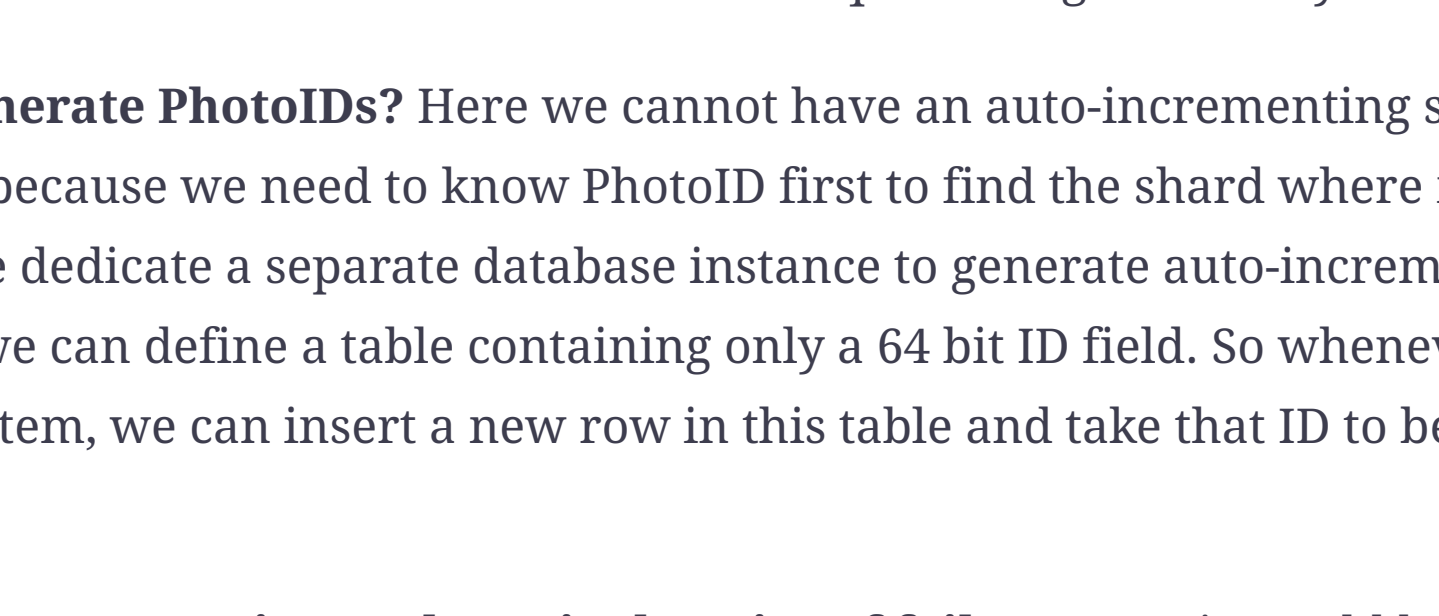 nerate PhotoIDs? Here we cannot have an auto-incrementing s
because we need to know PhotoID first to find the shard where
e dedicate a separate database instance to generate auto-increm
we can define a table containing only a 64 bit ID field. So whenev
tem, we can insert a new row in this table and take that ID to be